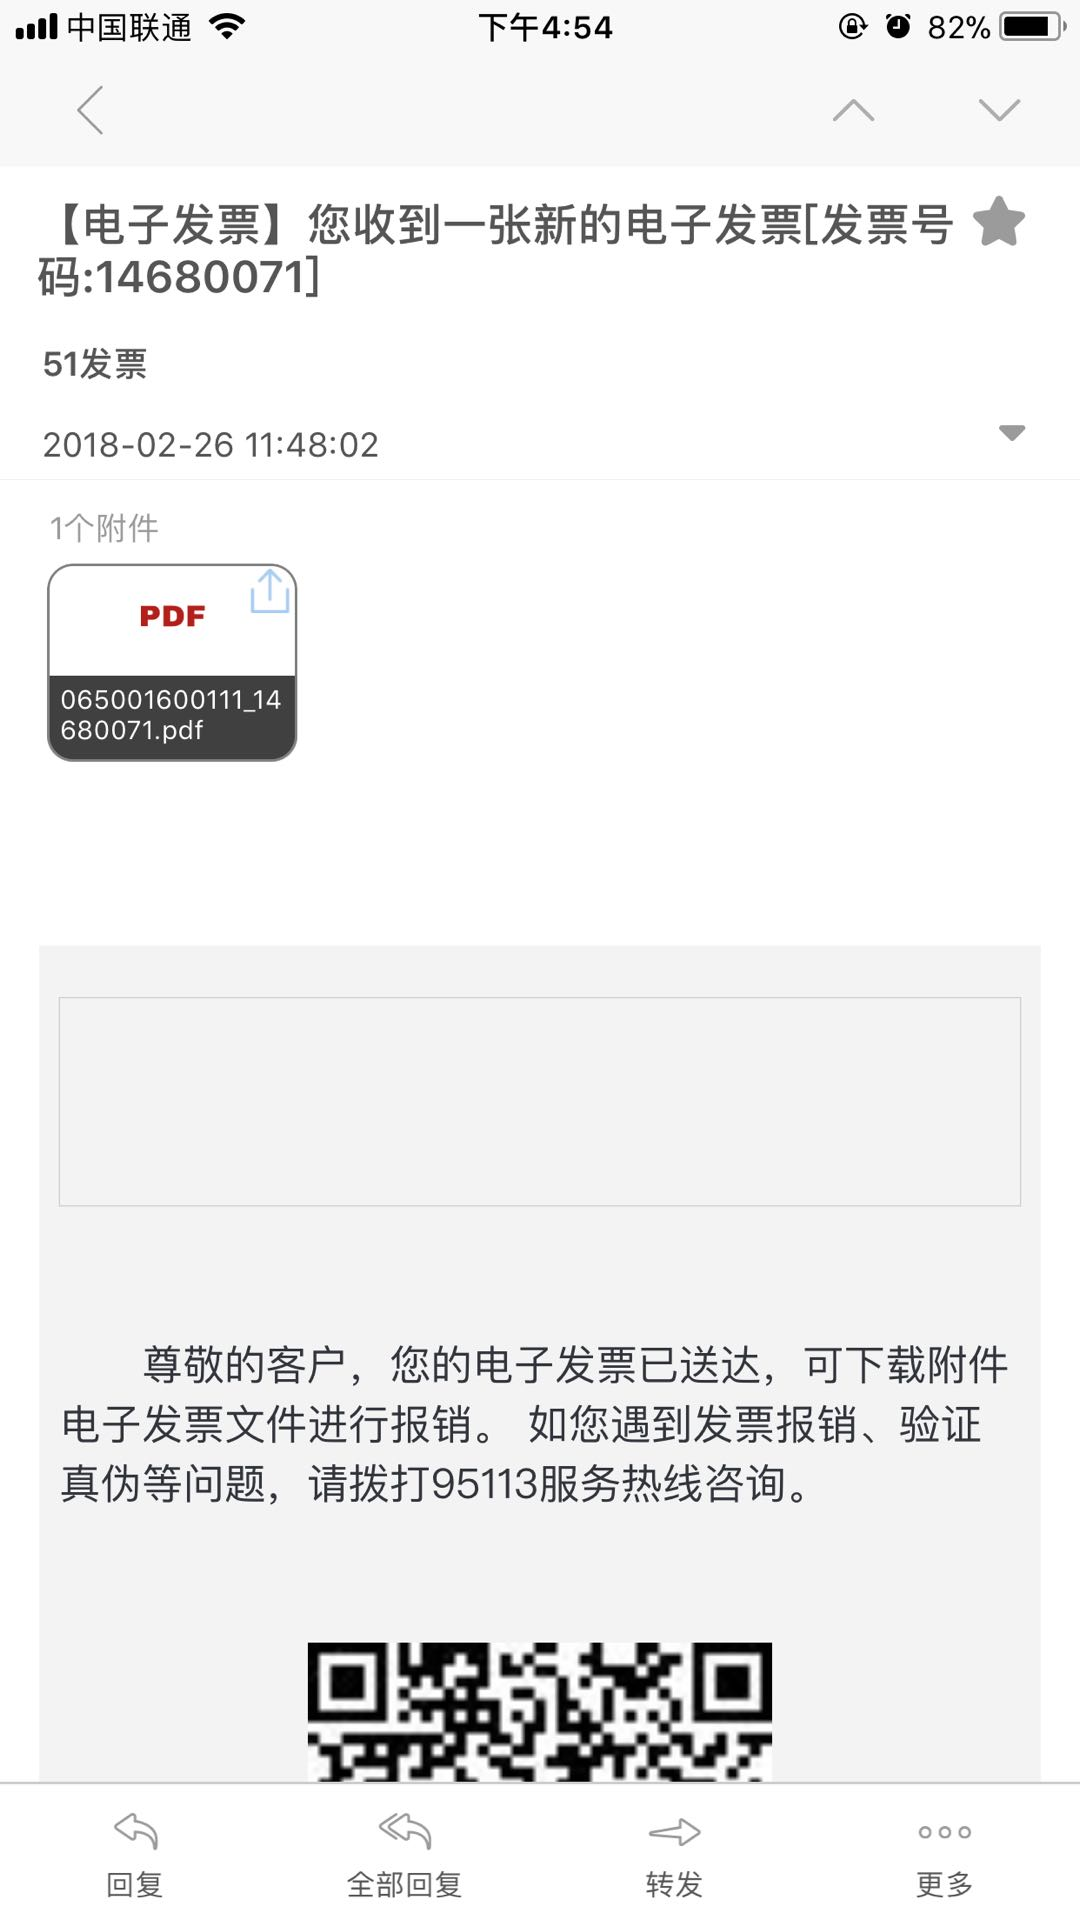 中国联通 下午4:54 82%
【电子发票】您收到一张新的电子发票[发票号
码:14680071]
51发票
2018-02-26 11:48:02
1个附件
PDF
065001600111_14
680071.pdf
尊敬的客户，您的电子发票已送达，可下载附件
电子发票文件进行报销。 如您遇到发票报销、验证
真伪等问题，请拨打95113服务热线咨询。
回复 全部回复 转发 更多